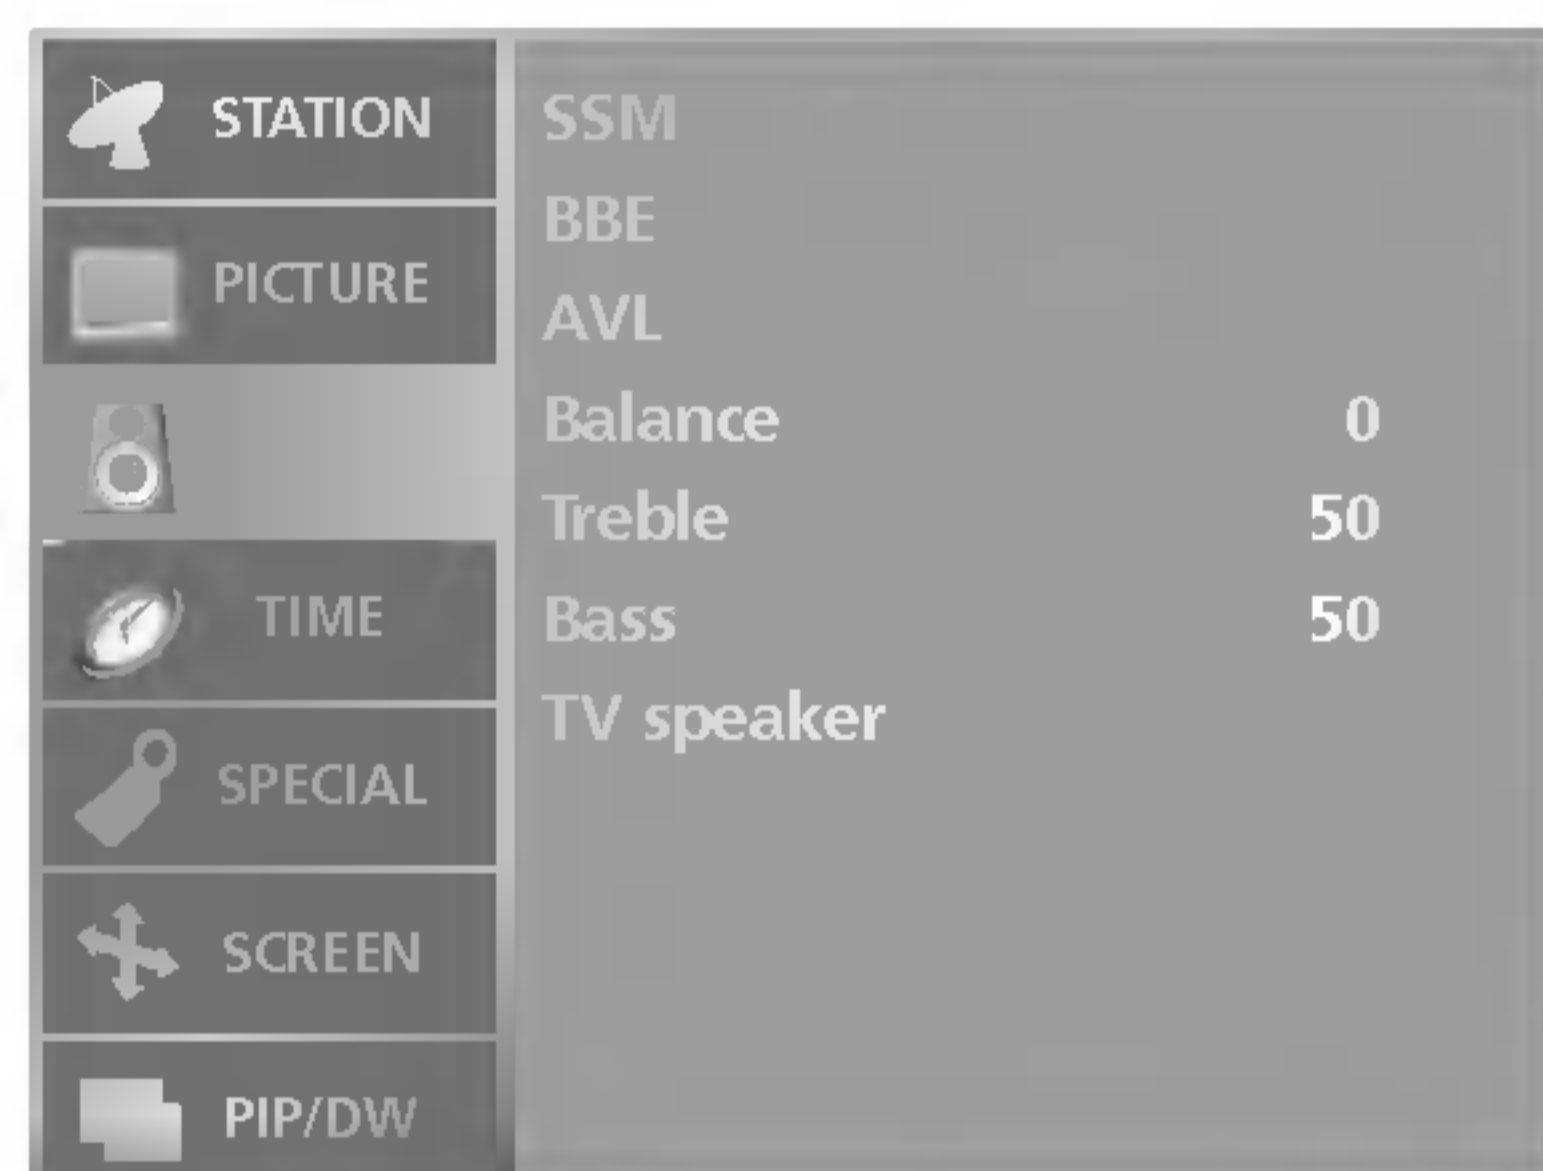 STATION
PICTURE
TIME
SPECIAL
SCREEN
PIP/DW
SSM
BBE
AVL
Balance 0
Treble 50
Bass 50
TV speaker